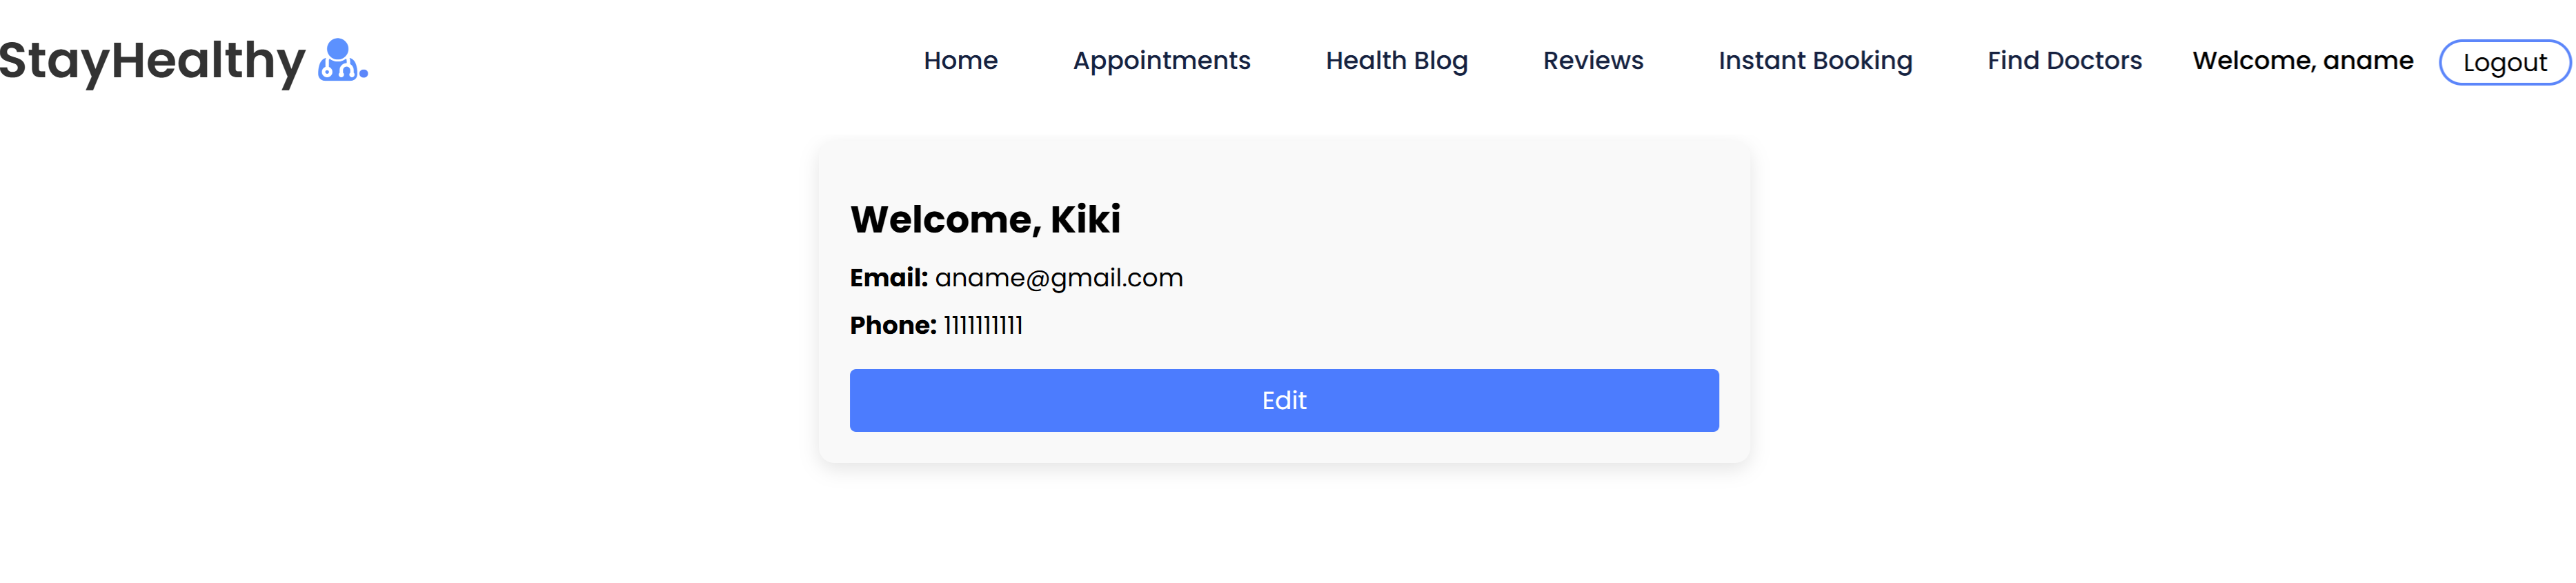 StayHealthy
Home Appointments Health Blog Reviews Instant Booking Find Doctors Welcome, aname Logout
Welcome, Kiki
Email: aname@gmail.com
Phone: 1111111111
Edit